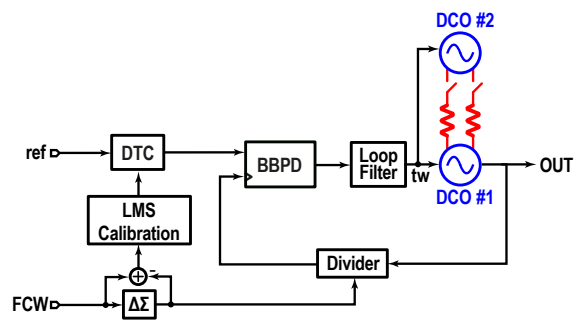 DCO #2
ref
DTC
BBPD
Loop
Filter
tw
OUT
DCO #1
LMS
Calibration
+
-
Divider
FCW
ΔΣ